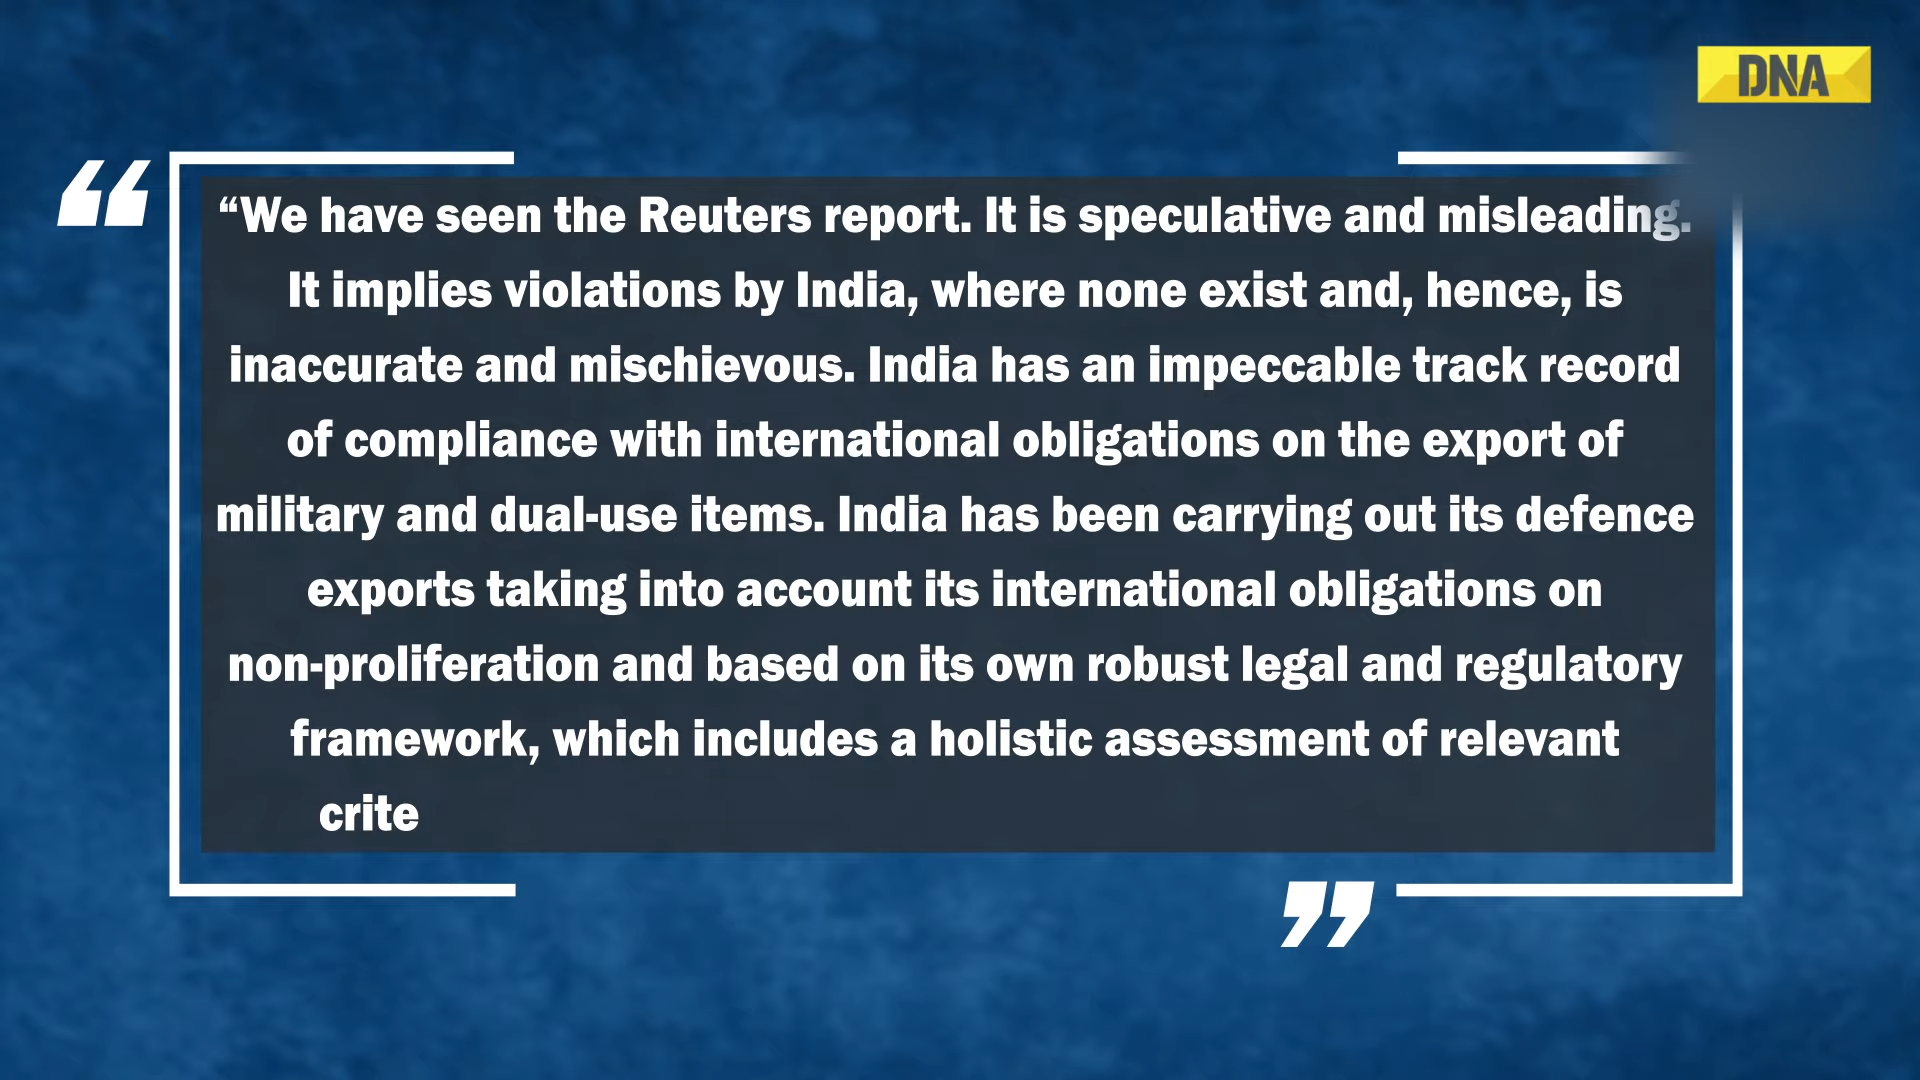 DNA
“We have seen the Reuters report. It is speculative and misleading.
It implies violations by India, where none exist and, hence, is
inaccurate and mischievous. India has an impeccable track record
of compliance with international obligations on the export of
military and dual-use items. India has been carrying out its defence
exports taking into account its international obligations on
non-proliferation and based on its own robust legal and regulatory
framework, which includes a holistic assessment of relevant
crite